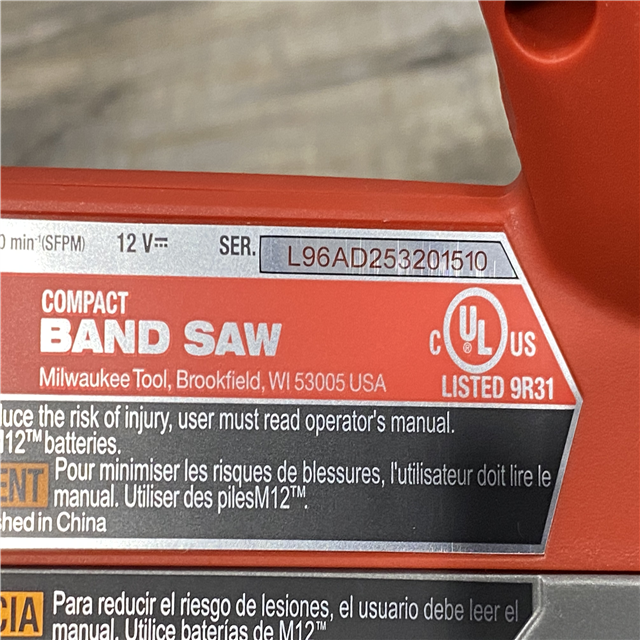 0 min⁻¹(SFPM) 12 V⎓ SER. L96AD253201510
COMPACT
BAND SAW
Milwaukee Tool, Brookfield, WI 53005 USA
C UL ® US
LISTED 9R31
uce the risk of injury, user must read operator's manual.
M12™ batteries.
ENT Pour minimiser les risques de blessures, l'utilisateur doit lire le
manual. Utiliser des pilesM12™.
shed in China
CIA Para reducir el riesgo de lesiones, el usuario debe leer el
manual. Utilice baterías de M12™